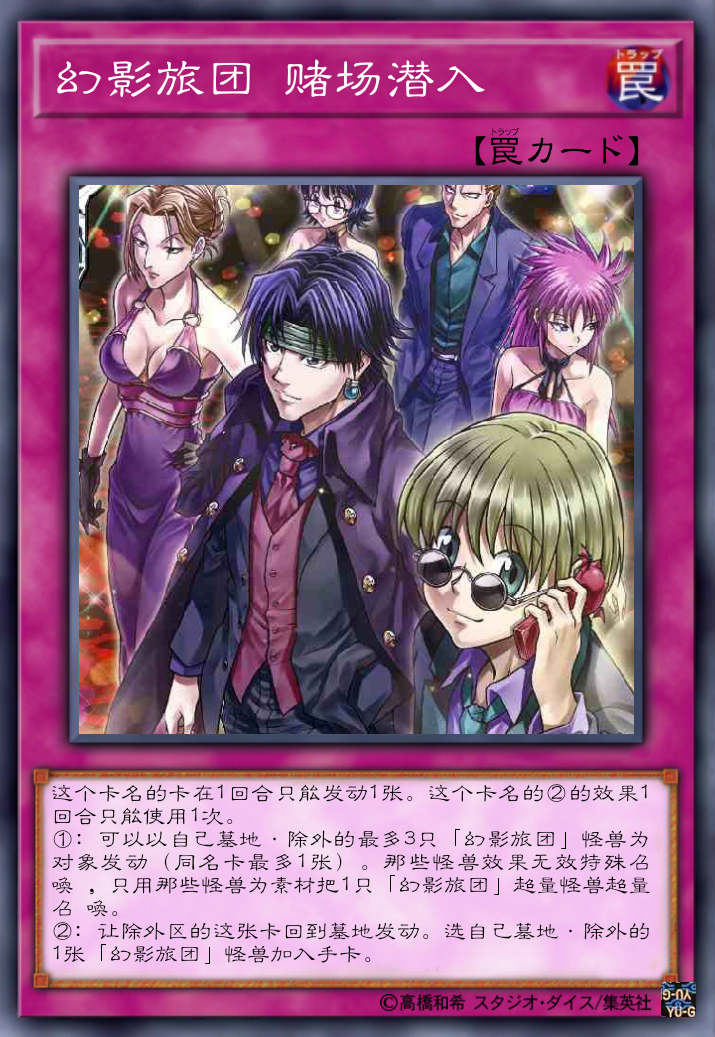 幻影旅团 赌场潜入
トラップ
罠
トラップ
【罠カード】
这个卡名的卡在1回合只能发动1张。这个卡名的②的效果1
回合只能使用1次。
①: 可以以自己墓地·除外的最多3只「幻影旅团」怪兽为
对象发动 (同名卡最多1张) 。那些怪兽效果无效特殊召
唤 , 只用那些怪兽为素材把1只「幻影旅团」超量怪兽超量
召 唤。
②: 让除外区的这张卡回到墓地发动。选自己墓地·除外的
1张「幻影旅团」怪兽加入手卡。
©高橋和希 スタジオ·ダイス/集英社
YU-G
YU-G